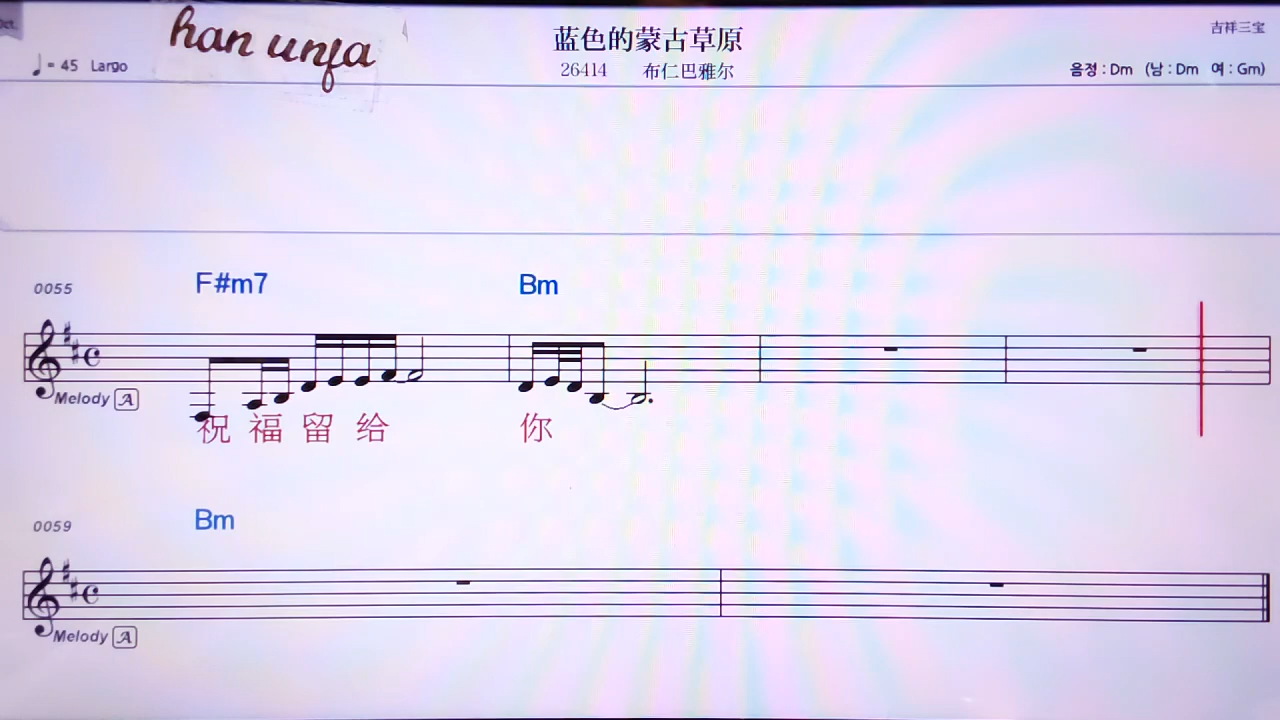 han unfa
蓝色的蒙古草原
吉祥三宝
♩= 45 Largo
26414 布仁巴雅尔
음정 : Dm (남 : Dm 여 : Gm)
F#m7 Bm
0055
Melody A
祝 福 留 给 你
Bm
0059
Melody A